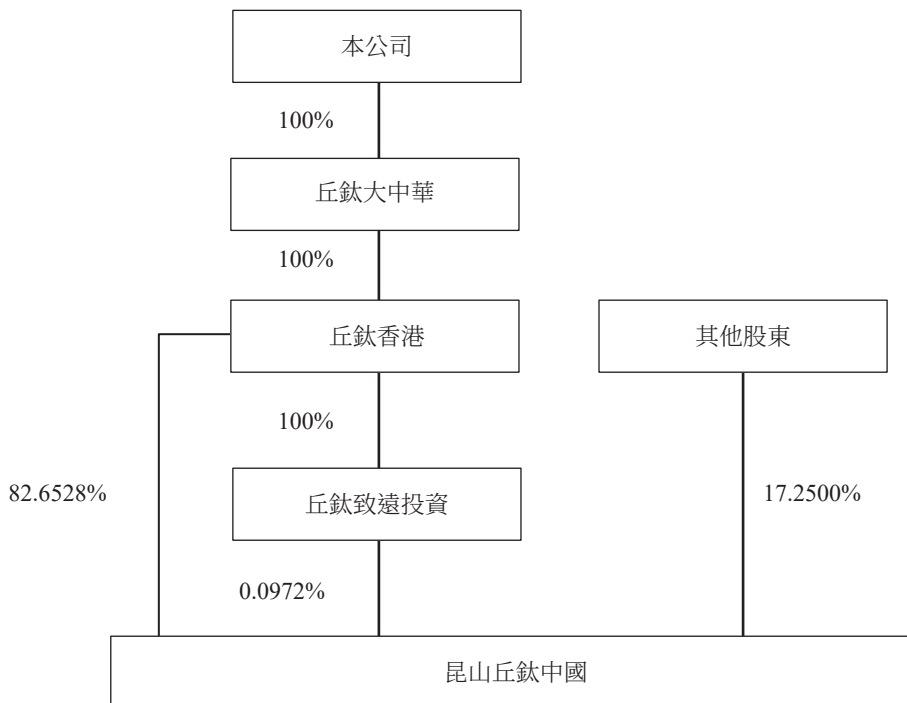 本公司
100%
丘鈦大中華
100%
丘鈦香港
其他股東
100%
82.6528%
丘鈦致遠投資
17.2500%
0.0972%
昆山丘鈦中國